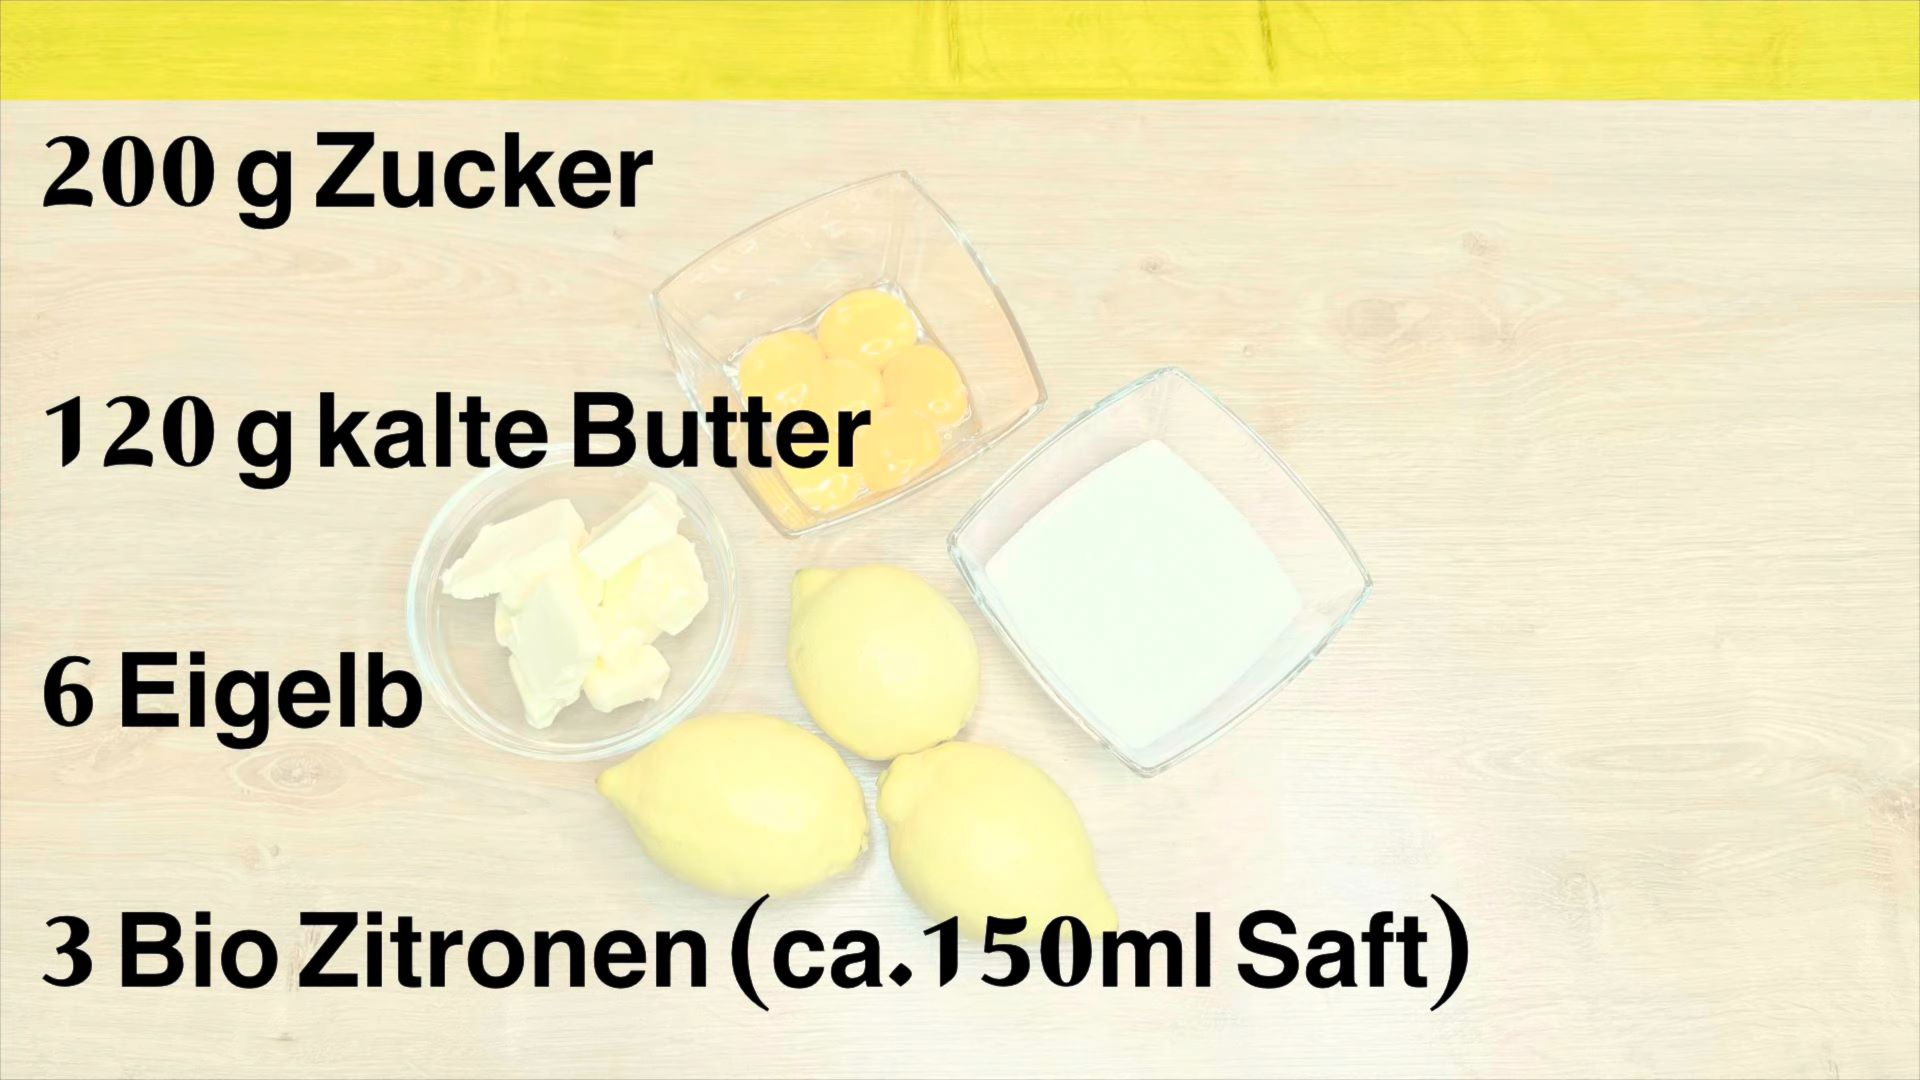 200 g Zucker
120 g kalte Butter
6 Eigelb
3 Bio Zitronen (ca.150ml Saft)